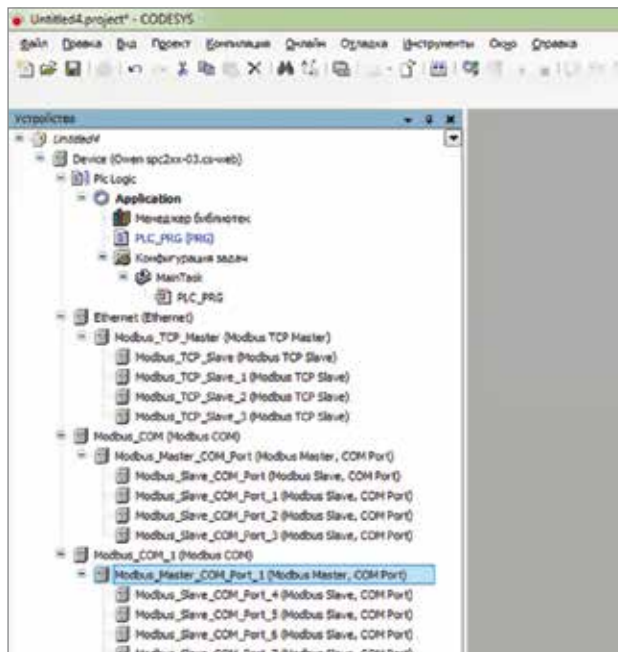 Untitled4.project* - CODESYS
Файл Правка Вид Проект Компиляция Онлайн Отладка Инструменты Окно Справка
Устройства
Untitled4
Device (Owen spc2xx-03.cs-web)
Plc Logic
Application
Менеджер библиотек
PLC_PRG (PRG)
Конфигурация задач
MainTask
PLC_PRG
Ethernet (Ethernet)
Modbus_TCP_Master (Modbus TCP Master)
Modbus_TCP_Slave (Modbus TCP Slave)
Modbus_TCP_Slave_1 (Modbus TCP Slave)
Modbus_TCP_Slave_2 (Modbus TCP Slave)
Modbus_TCP_Slave_3 (Modbus TCP Slave)
Modbus_COM (Modbus COM)
Modbus_Master_COM_Port (Modbus Master, COM Port)
Modbus_Slave_COM_Port (Modbus Slave, COM Port)
Modbus_Slave_COM_Port_1 (Modbus Slave, COM Port)
Modbus_Slave_COM_Port_2 (Modbus Slave, COM Port)
Modbus_Slave_COM_Port_3 (Modbus Slave, COM Port)
Modbus_COM_1 (Modbus COM)
Modbus_Master_COM_Port_1 (Modbus Master, COM Port)
Modbus_Slave_COM_Port_4 (Modbus Slave, COM Port)
Modbus_Slave_COM_Port_5 (Modbus Slave, COM Port)
Modbus_Slave_COM_Port_6 (Modbus Slave, COM Port)
Modbus_Slave_COM_Port_7 (Modbus Slave, COM Port)